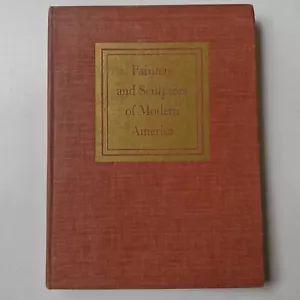 Painters
and Sculptors
of Modern
America